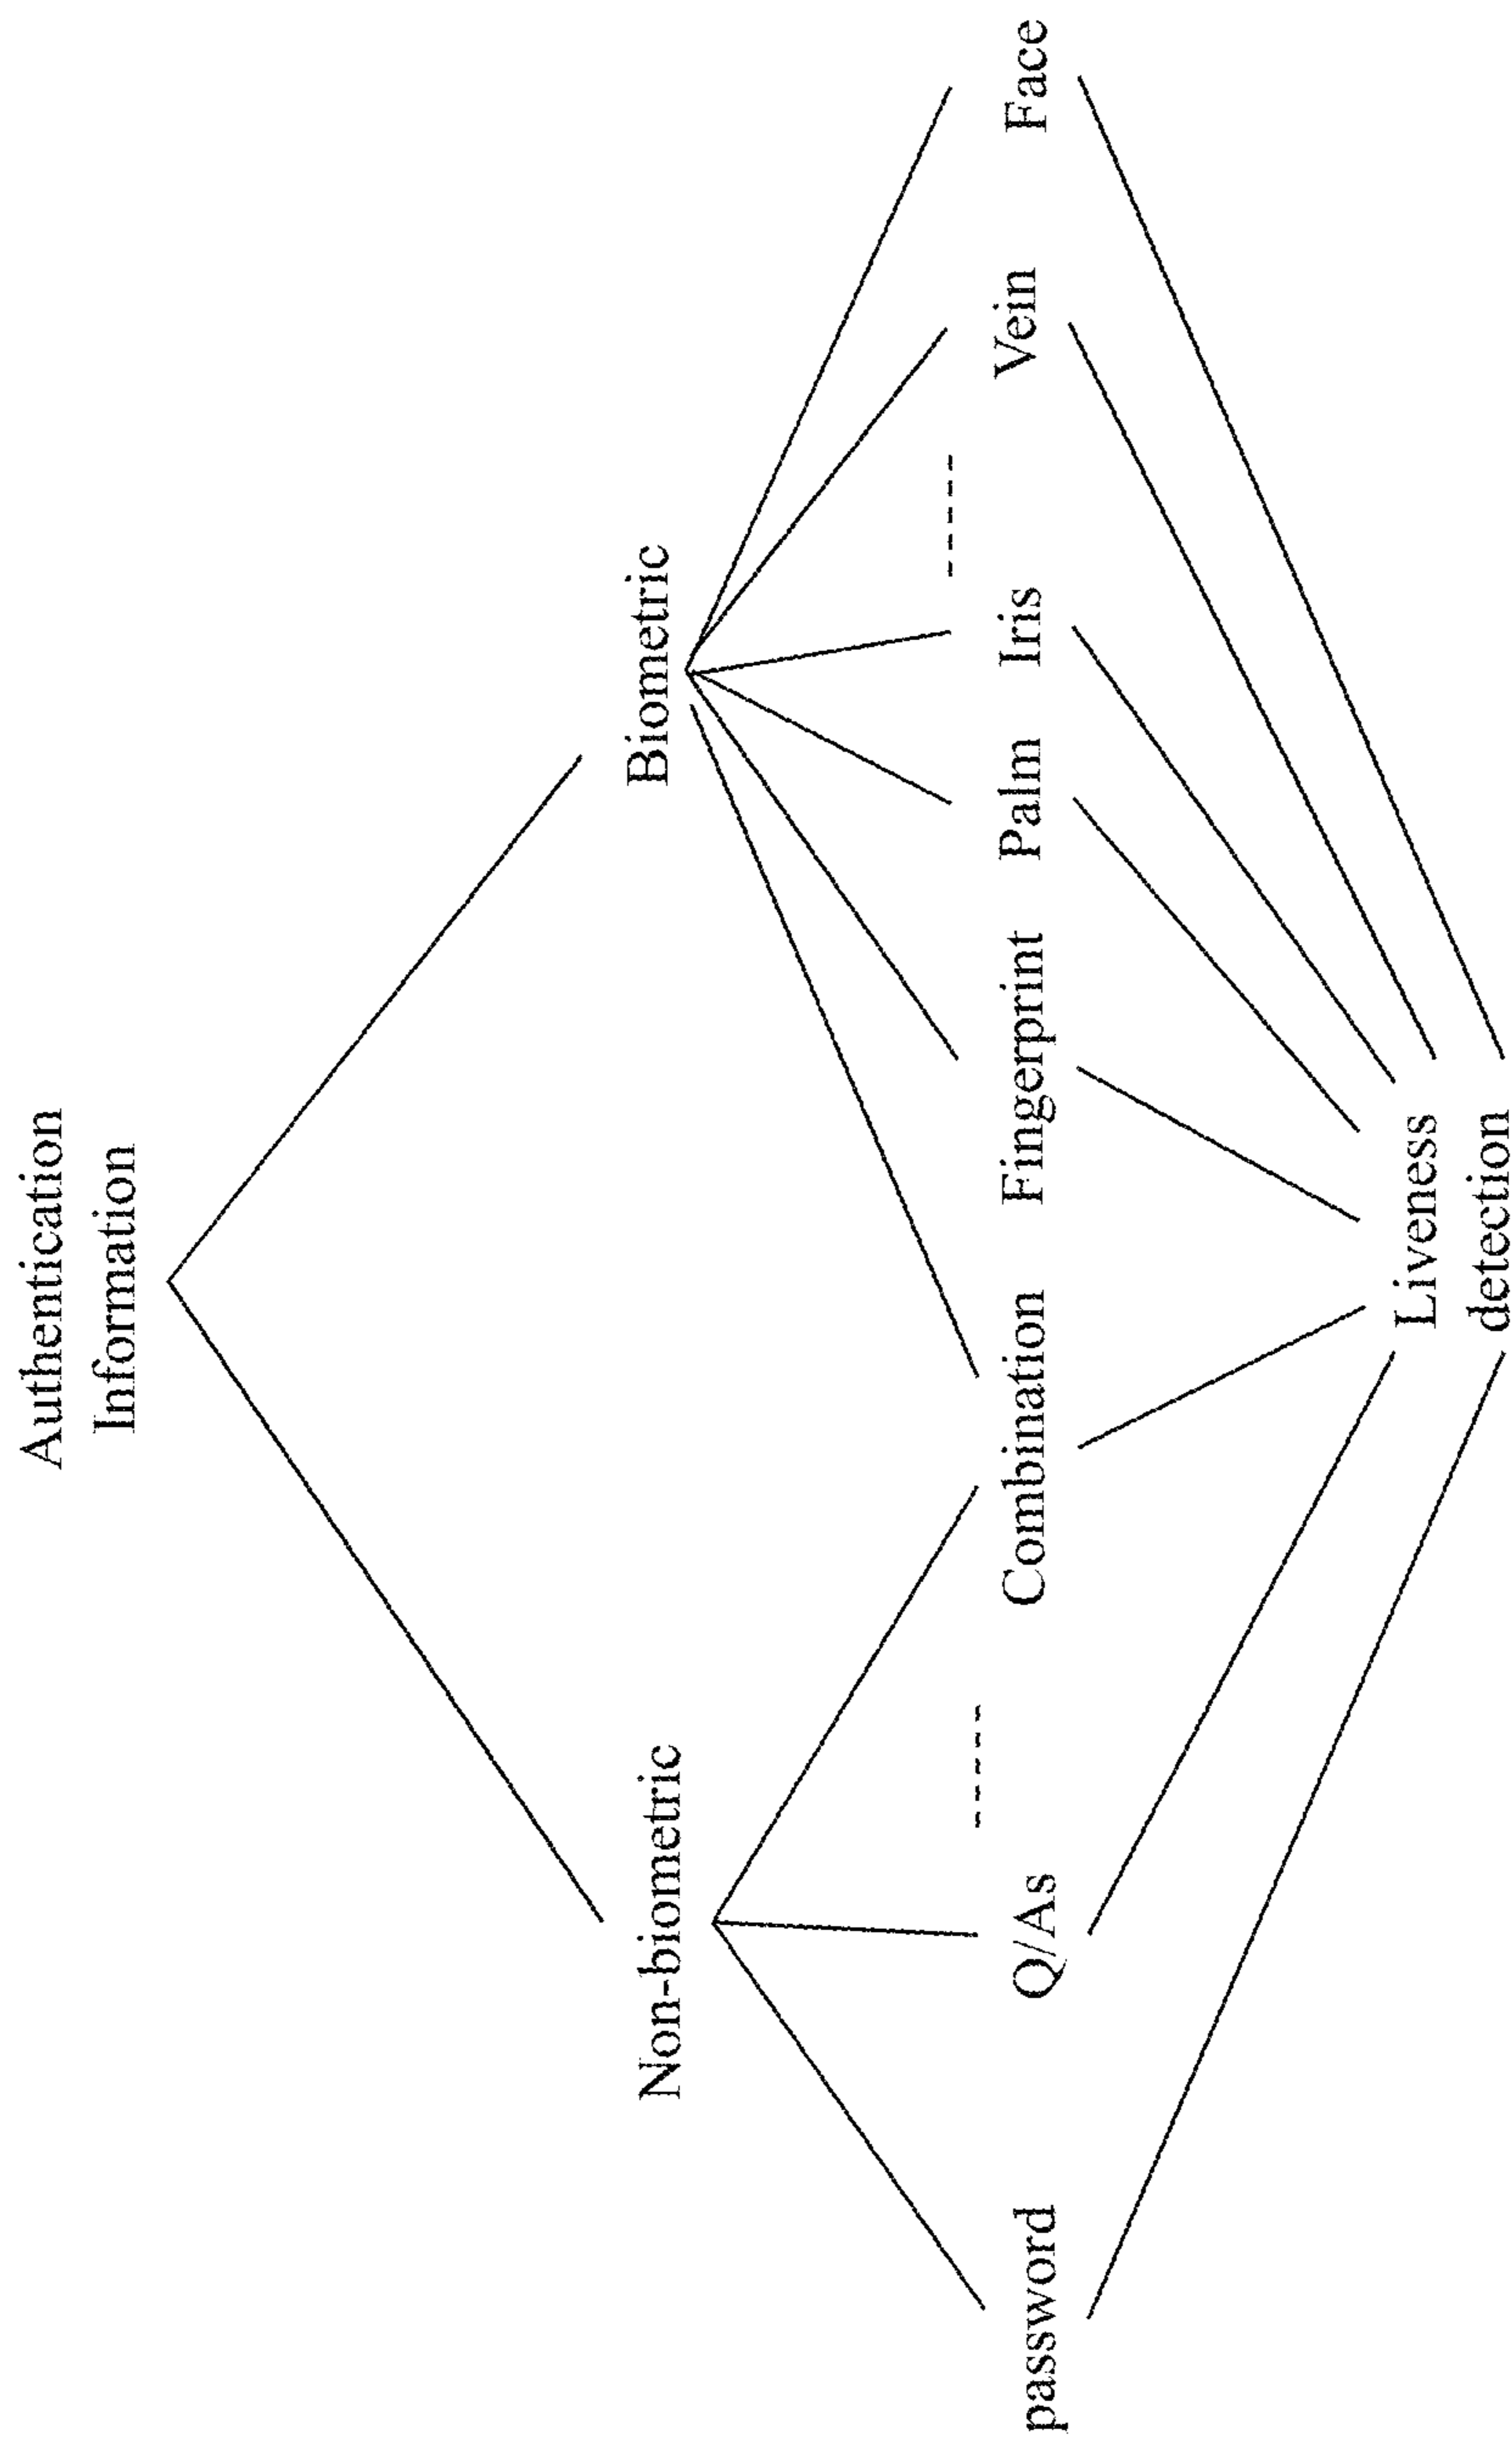 Authentication
Information
Non-biometric
Biometric
password
Q/As
Combination
Fingerprint
Palm
Iris
Vein
Face
Liveness
detection